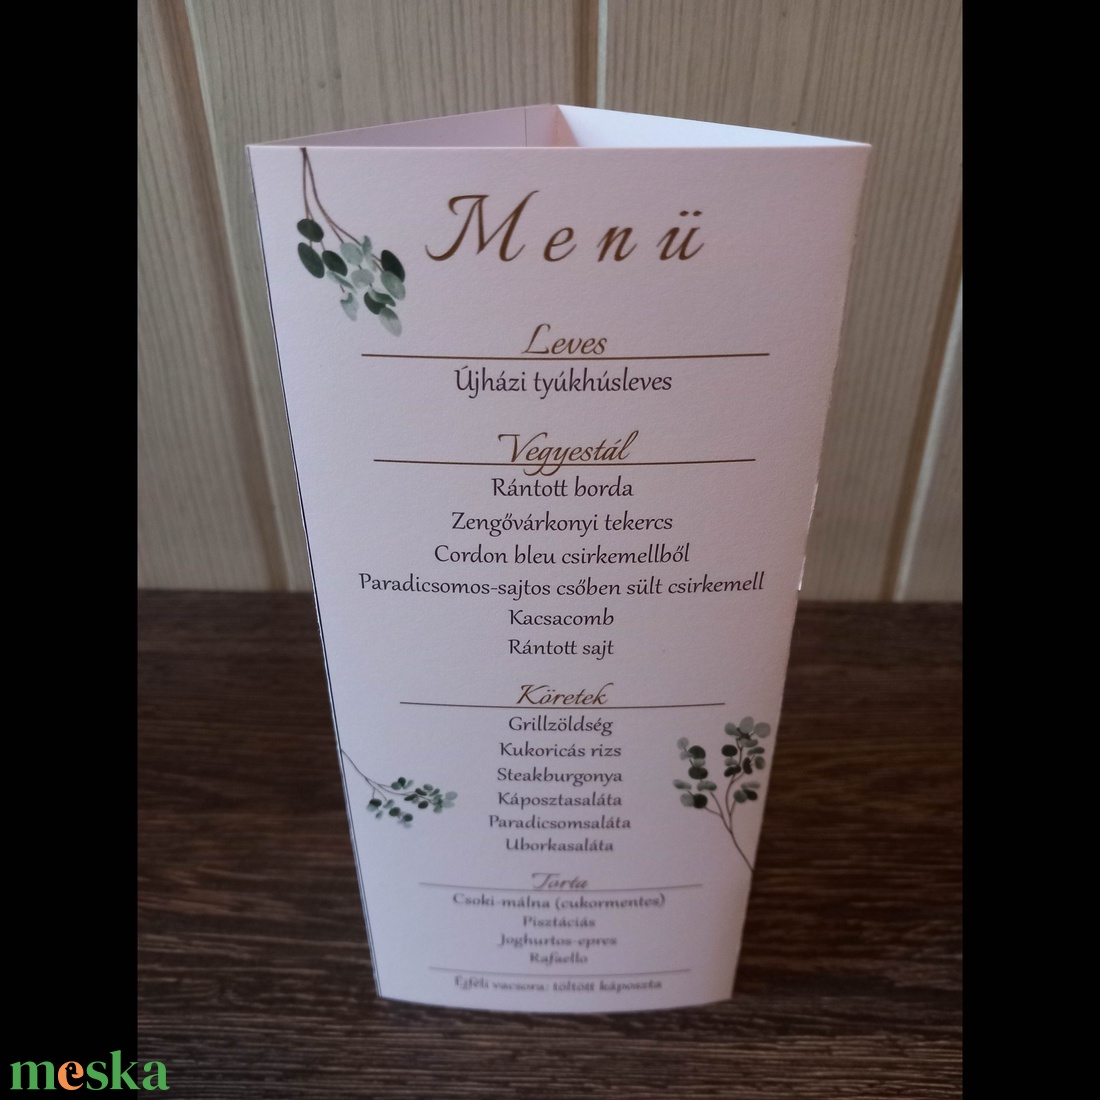 Menü
Leves
Újházi tyúkhúsleves
Vegyestál
Rántott borda
Zengővárkonyi tekercs
Cordon bleu csirkemellből
Paradicsomos-sajtos csőben sült csirkemell
Kacsacomb
Rántott sajt
Köretek
Grillzöldség
Kukoricás rizs
Steakburgonya
Káposztasaláta
Paradicsomsaláta
Uborkasaláta
Torta
Csoki-málna (cukormentes)
Pisztáciás
Joghurtos-epres
Rafaello
Éjféli vacsora: töltött káposzta
meska